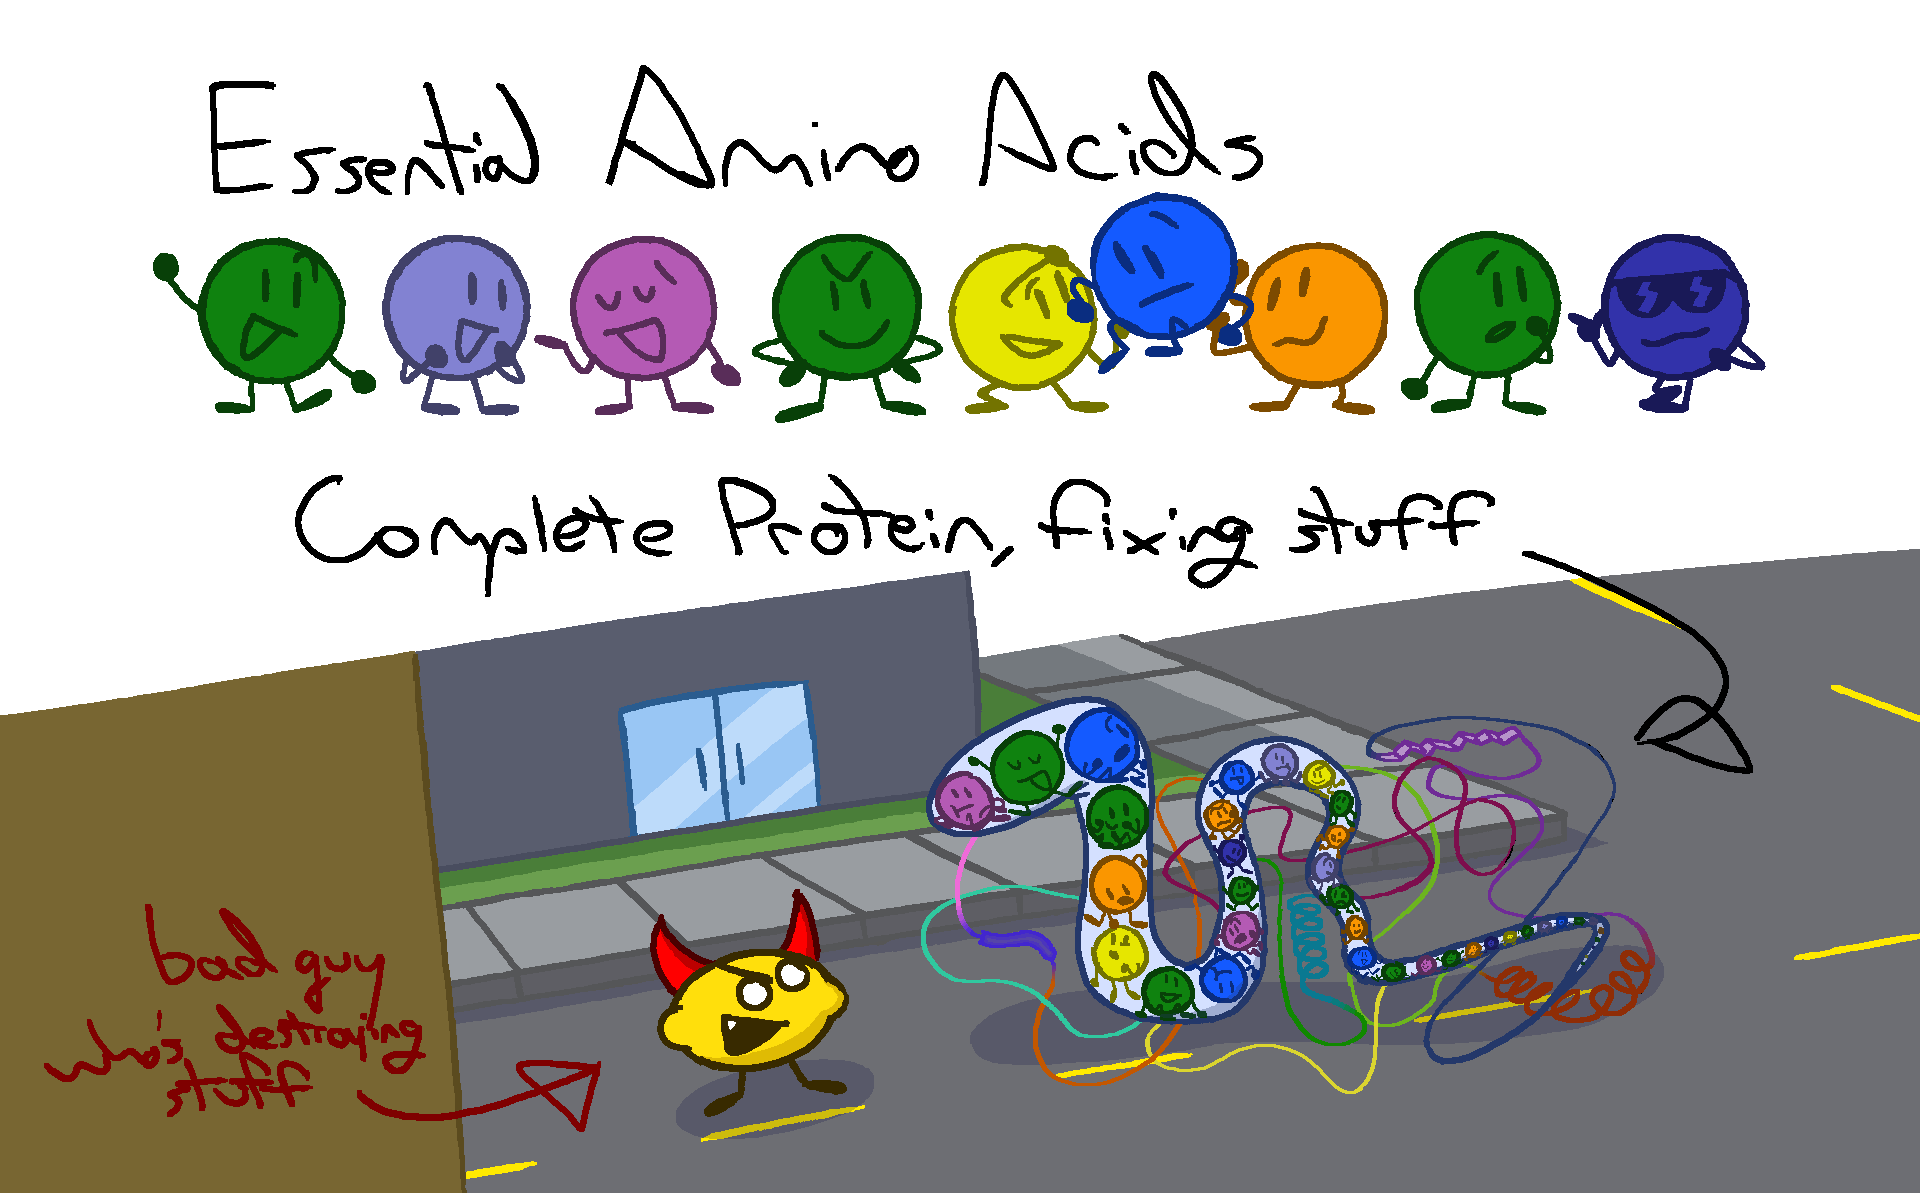 Essential Amino Acids
Complete Protein, fixing stuff
bad guy
who's destroying
stuff